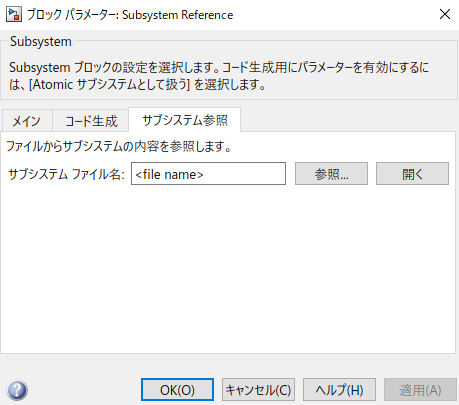 ブロック パラメーター: Subsystem Reference
Subsystem
Subsystem ブロックの設定を選択します。コード生成用にパラメーターを有効にするに
は、[Atomic サブシステムとして扱う] を選択します。
メイン コード生成 サブシステム参照
ファイルからサブシステムの内容を参照します。
サブシステム ファイル名: <file name> 参照... 開く
OK(O) キャンセル(C) ヘルプ(H) 適用(A)